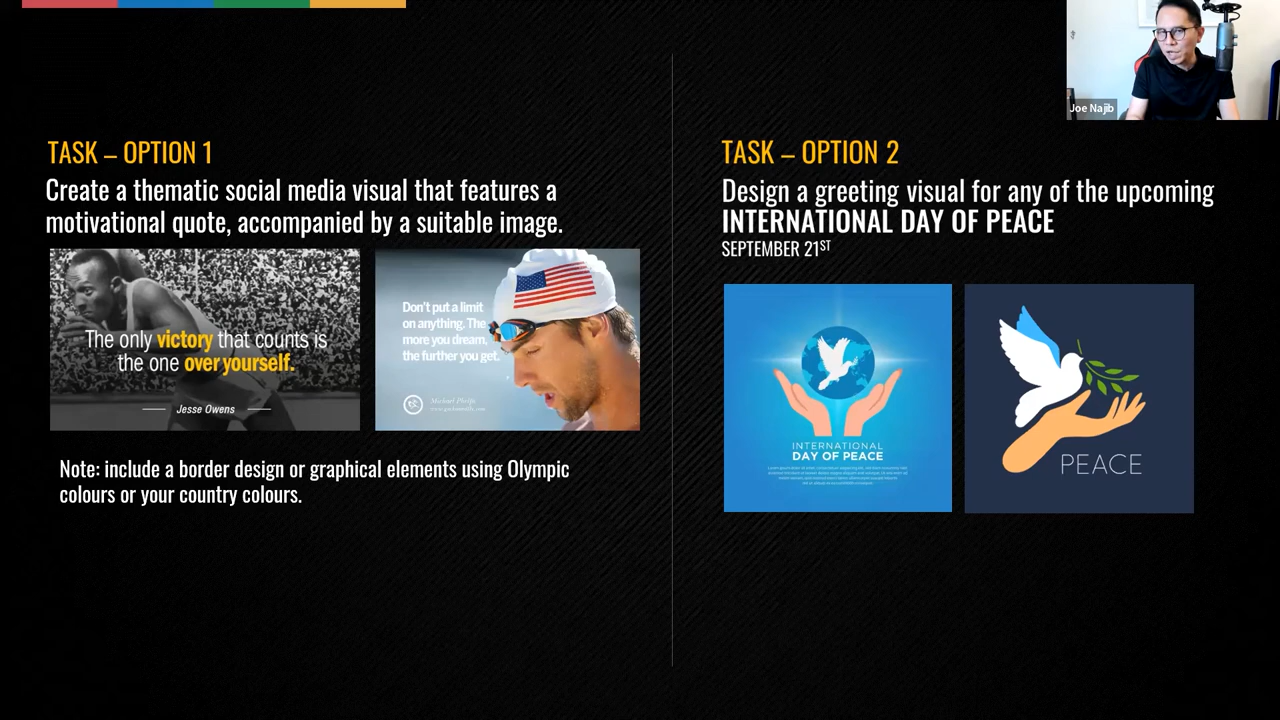 Joe Najib
TASK – OPTION 1
Create a thematic social media visual that features a
motivational quote, accompanied by a suitable image.
The only victory that counts is
the one over yourself.
Jesse Owens
Don't put a limit
on anything. The
more you dream,
the further you get.
Michael Phelps
Note: include a border design or graphical elements using Olympic
colours or your country colours.
TASK – OPTION 2
Design a greeting visual for any of the upcoming
INTERNATIONAL DAY OF PEACE
SEPTEMBER 21ST
INTERNATIONAL
DAY OF PEACE
PEACE